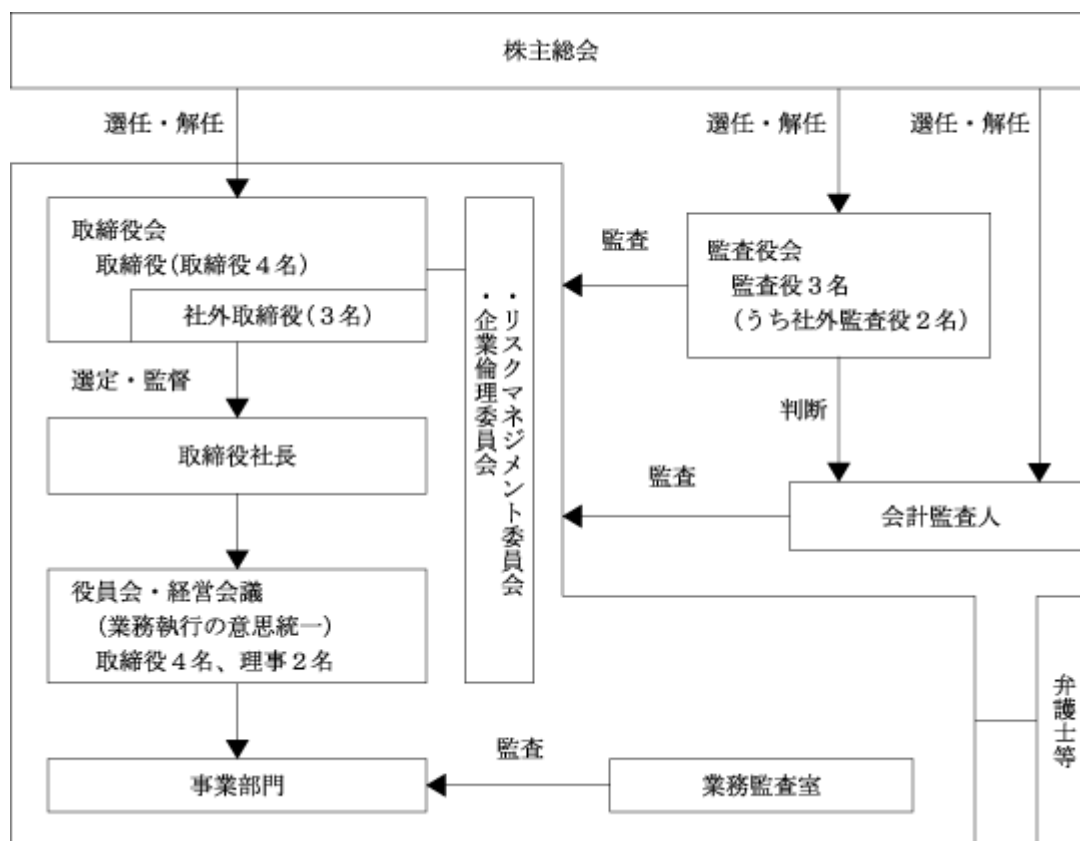 株主総会
選任・解任
選任・解任
選任・解任
取締役会
取締役(取締役4名)
社外取締役(3名)
・リスクマネジメント委員会
・企業倫理委員会
監査
監査役会
監査役3名
(うち社外監査役2名)
選定・監督
判断
取締役社長
監査
会計監査人
役員会・経営会議
(業務執行の意思統一)
取締役4名、理事2名
弁護士等
監査
事業部門
業務監査室